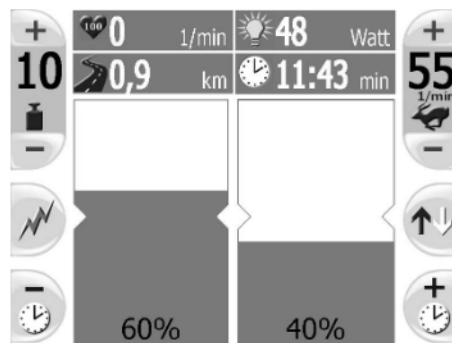 + 100 0 1/min 48 Watt +
10 0,9 km 11:43 min 55
1/min
- -
- +
60% 40%